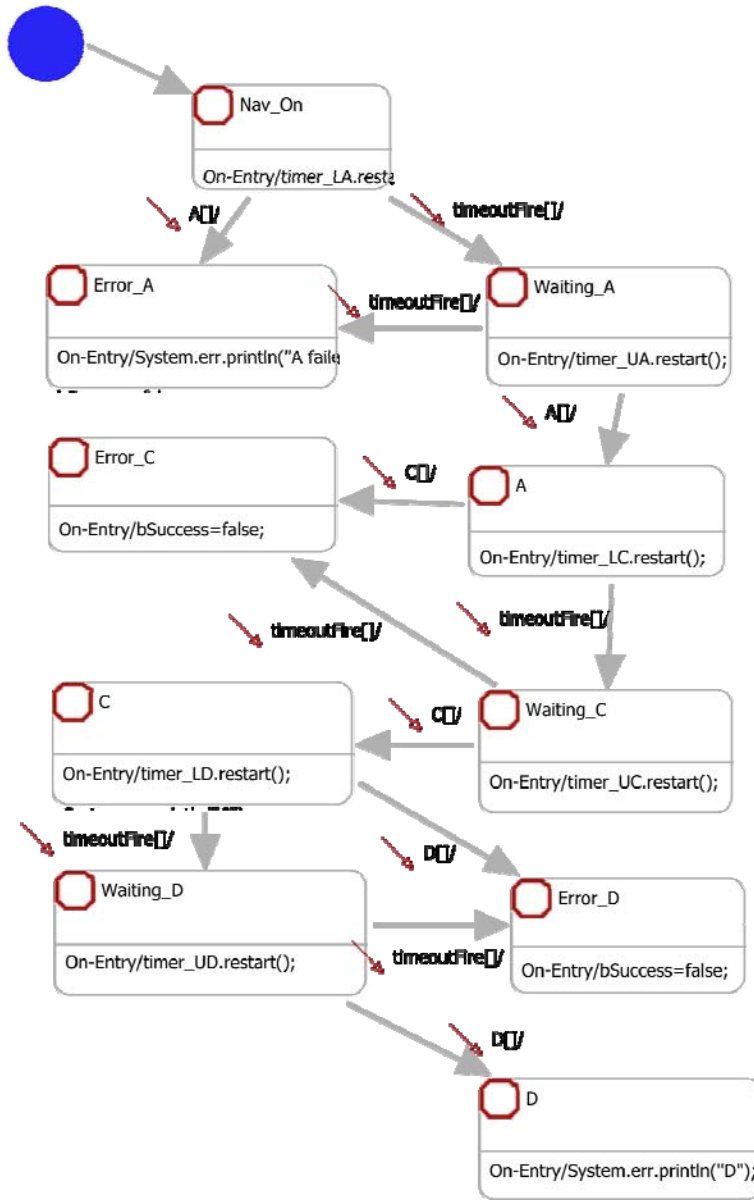 Nav_On
On-Entry/timer_LA.resta
A[]/
timeoutFire[]/
Error_A
On-Entry/System.err.println("A faile
timeoutFire[]/
Waiting_A
On-Entry/timer_UA.restart();
A[]/
Error_C
On-Entry/bSuccess=false;
C[]/
A
On-Entry/timer_LC.restart();
timeoutFire[]/
timeoutFire[]/
C
On-Entry/timer_LD.restart();
C[]/
Waiting_C
On-Entry/timer_UC.restart();
timeoutFire[]/
D[]/
Waiting_D
On-Entry/timer_UD.restart();
timeoutFire[]/
Error_D
On-Entry/bSuccess=false;
D[]/
D
On-Entry/System.err.println("D");